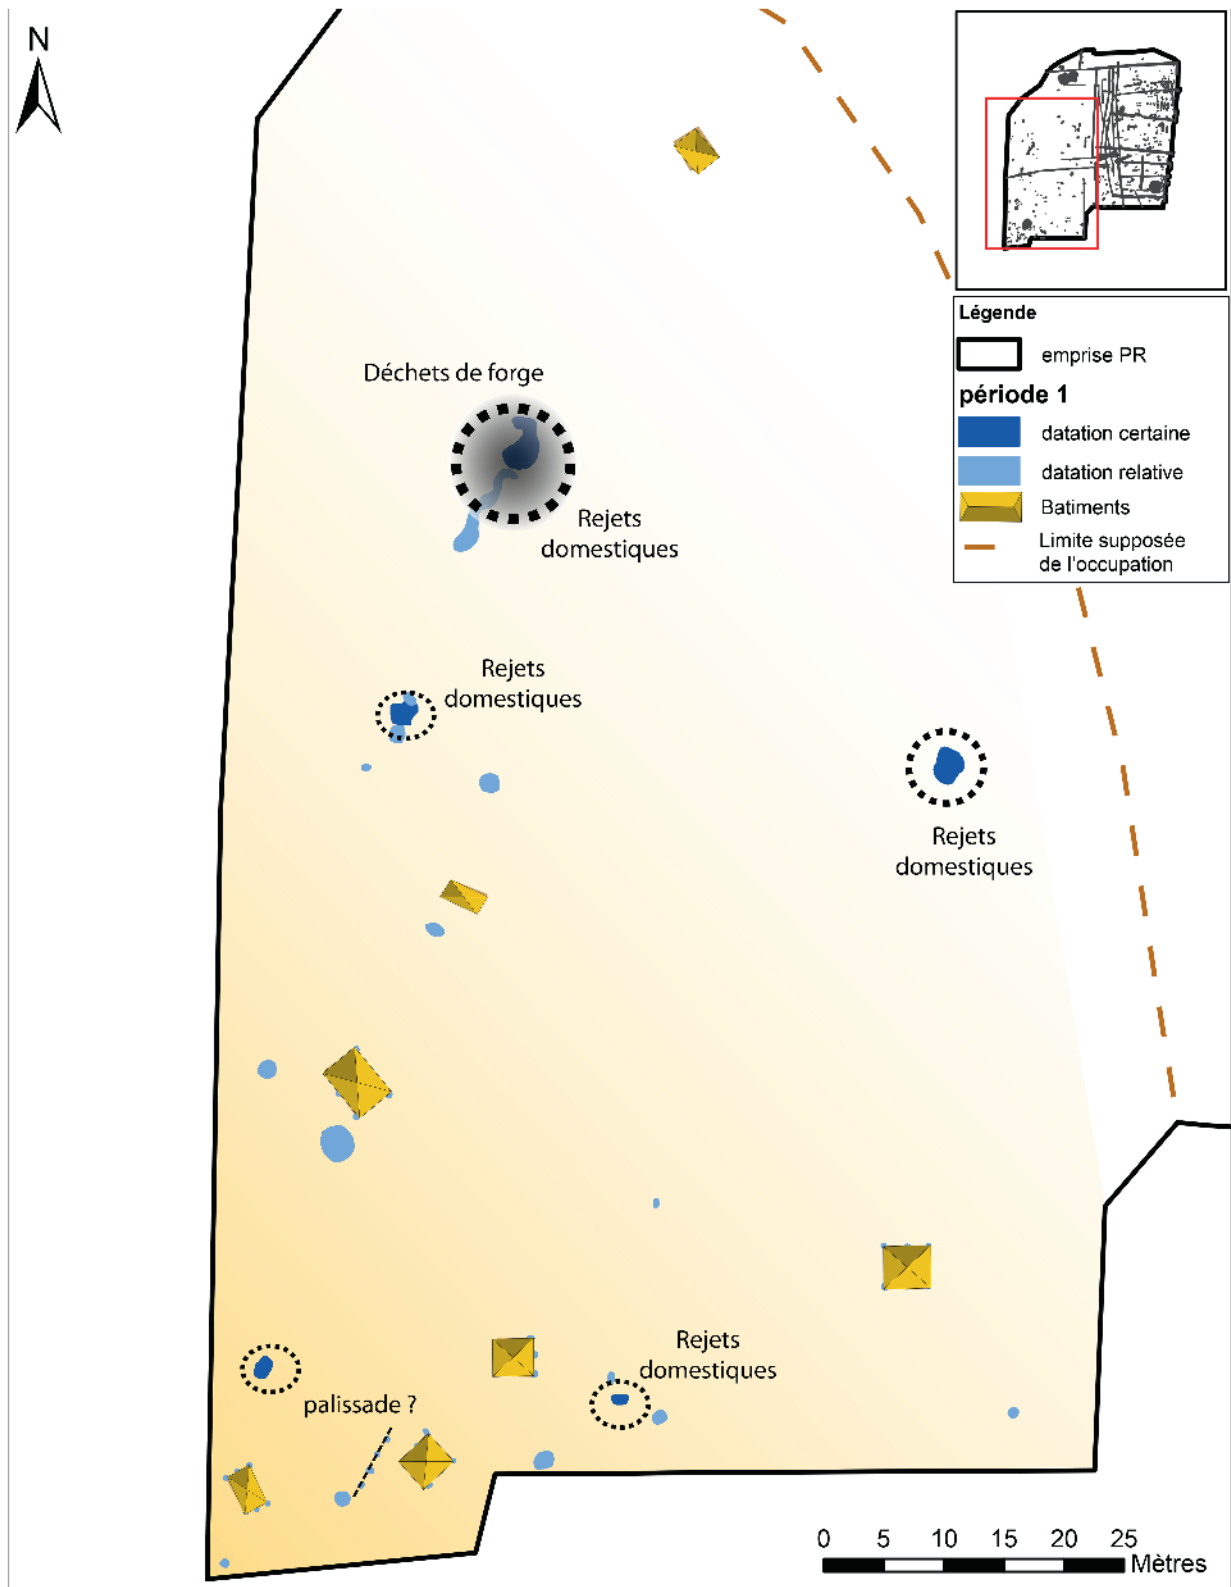 N
Légende
emprise PR
période 1
datation certaine
datation relative
Batiments
Limite supposée
de l'occupation
Déchets de forge
Rejets
domestiques
Rejets
domestiques
Rejets
domestiques
Rejets
domestiques
palissade ?
0 5 10 15 20 25
Mètres